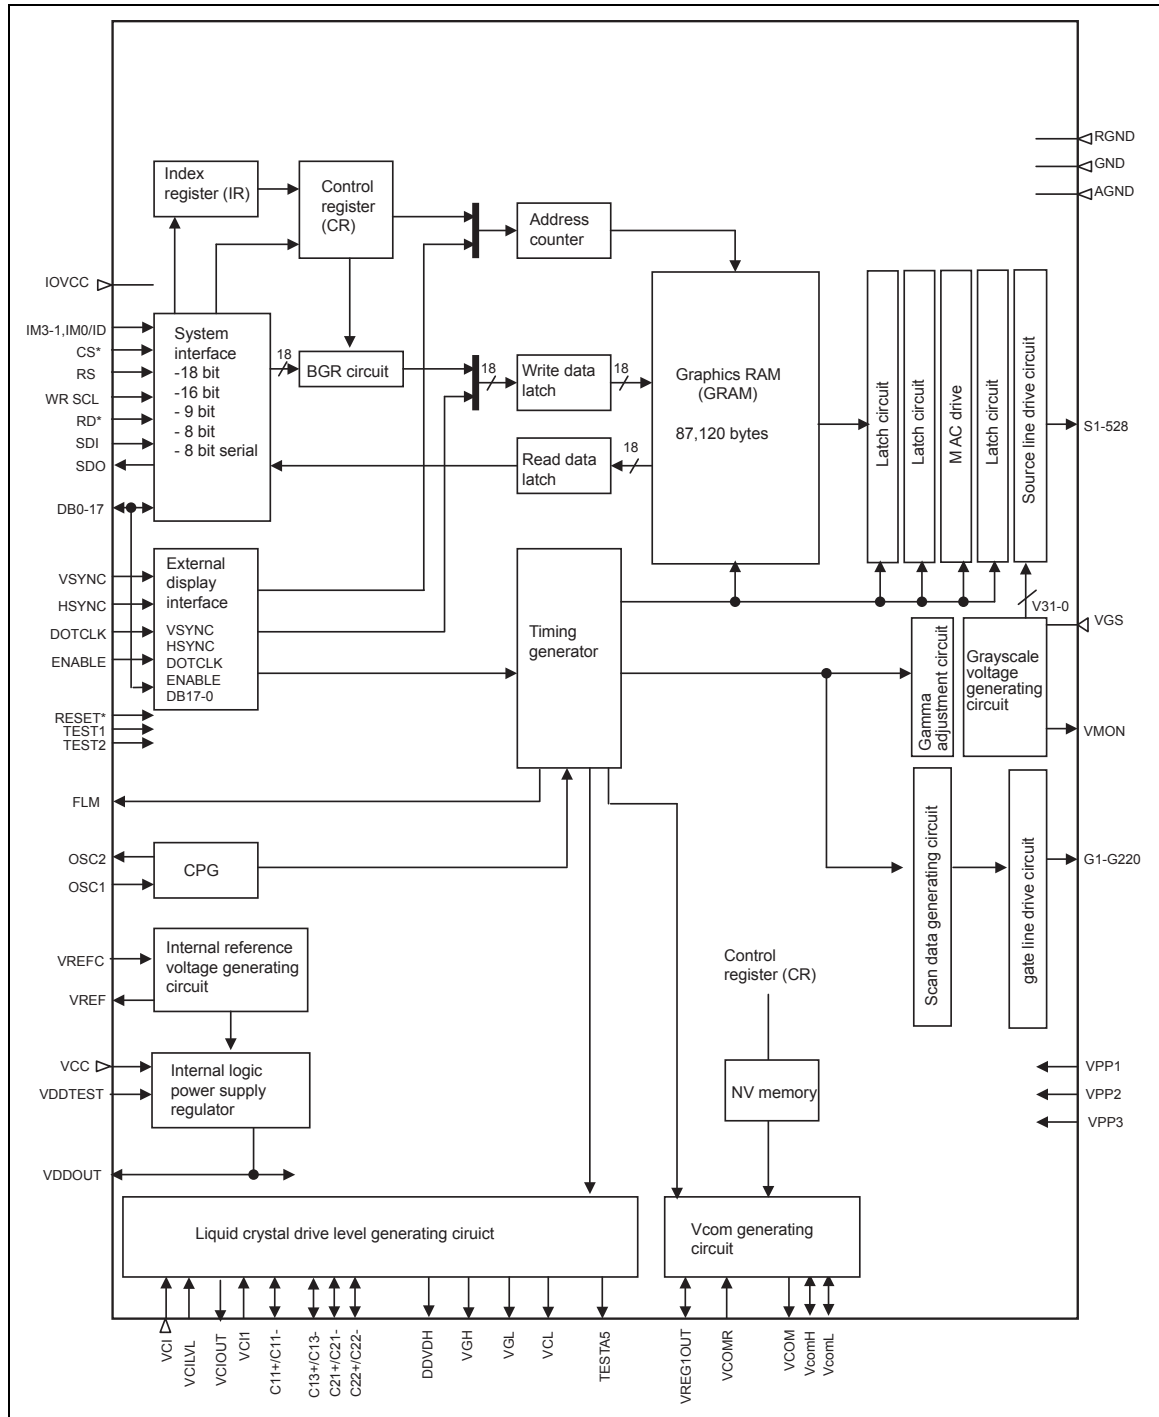 RGND
GND
AGND
Index
register (IR)
Control
register
(CR)
Address
counter
IOVCC
IM3-1,IM0/ID
CS*
RS
WR SCL
RD*
SDI
SDO
DB0-17
System
interface
-18 bit
-16 bit
- 9 bit
- 8 bit
- 8 bit serial
18
BGR circuit
18
Write data
latch
18
Read data
latch
18
Graphics RAM
(GRAM)
87,120 bytes
Latch circuit
Latch circuit
M AC drive
Latch circuit
Source line drive circuit
S1-528
VSYNC
HSYNC
DOTCLK
ENABLE
External
display
interface
VSYNC
HSYNC
DOTCLK
ENABLE
DB17-0
RESET*
TEST1
TEST2
Timing
generator
V31-0
VGS
Gamma
adjustment circuit
Grayscale
voltage
generating
circuit
VMON
FLM
OSC2
OSC1
CPG
Scan data generating circuit
gate line drive circuit
G1-G220
VREFC
VREF
Internal reference
voltage generating
circuit
Control
register (CR)
VCC
VDDTEST
Internal logic
power supply
regulator
NV memory
VPP1
VPP2
VPP3
VDDOUT
Liquid crystal drive level generating ciruict
Vcom generating
circuit
VCI
VCILVL
VCIOUT
VCI1
C11+/C11-
C13+/C13-
C21+/C21-
C22+/C22-
DDVDH
VGH
VGL
VCL
TESTA5
VREG1OUT
VCOMR
VCOM
VcomH
VcomL